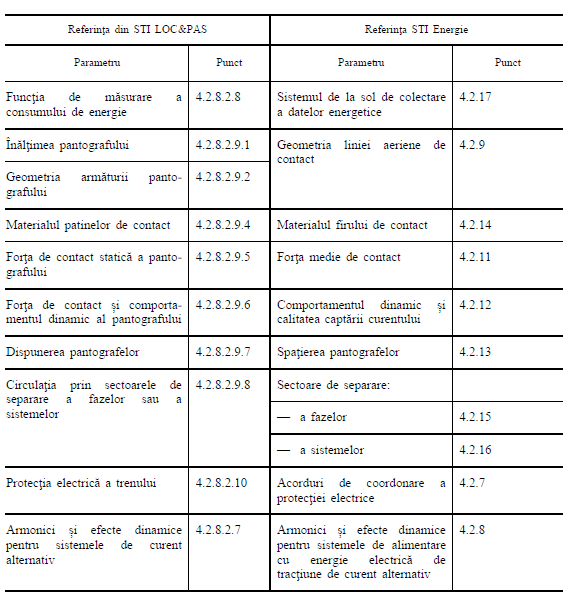 Referința din STI LOC&PAS Referința STI Energie
Parametru Punct Parametru Punct
Funcția de măsurare a
consumului de energie
4.2.8.2.8
Sistemul de la sol de colectare
a datelor energetice
4.2.17
Înălțimea pantografului
4.2.8.2.9.1
Geometria liniei aeriene de
contact
4.2.9
Geometria armăturii panto-
grafului
4.2.8.2.9.2
Materialul patinelor de contact
4.2.8.2.9.4
Materialul firului de contact
4.2.14
Forța de contact statică a panto-
grafului
4.2.8.2.9.5
Forța medie de contact
4.2.11
Forța de contact și comporta-
mentul dinamic al pantografului
4.2.8.2.9.6
Comportamentul dinamic și
calitatea captării curentului
4.2.12
Dispunerea pantografelor
4.2.8.2.9.7
Spațierea pantografelor
4.2.13
Circulația prin sectoarele de
separare a fazelor sau a
sistemelor
4.2.8.2.9.8
Sectoare de separare:
— a fazelor
4.2.15
— a sistemelor
4.2.16
Protecția electrică a trenului
4.2.8.2.10
Acorduri de coordonare a
protecției electrice
4.2.7
Armonici și efecte dinamice
pentru sistemele de curent
alternativ
4.2.8.2.7
Armonici și efecte dinamice
pentru sistemele de alimentare
cu energie electrică de
tracțiune de curent alternativ
4.2.8